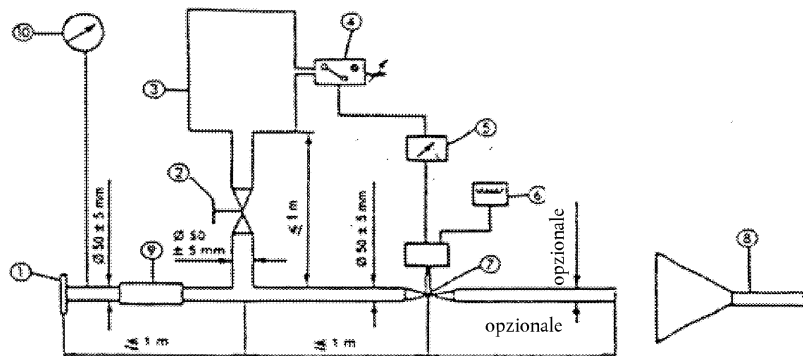 10
4
3
5
2
6
Ø 50 ± 5 mm
≤ 1 m
Ø 50 ± 5 mm
opzionale
Ø 50
± 5 mm
1
9
7
8
opzionale
≤ 1 m
≤ 1 m